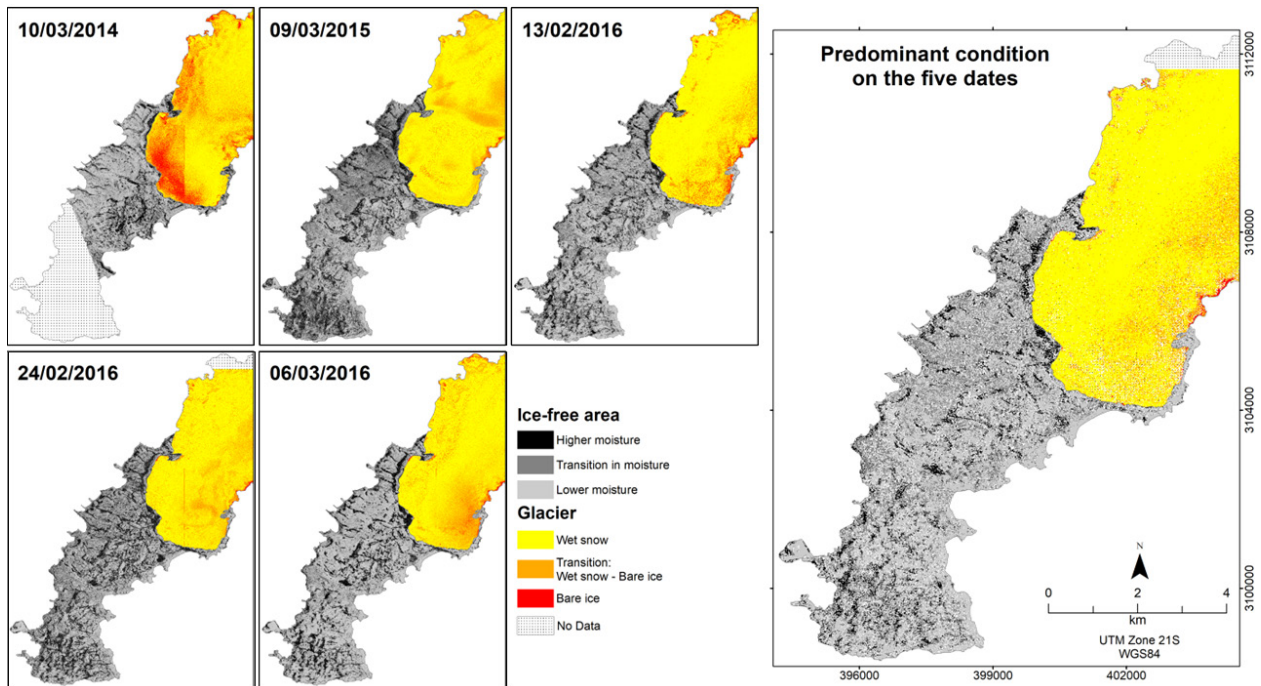 10/03/2014
09/03/2015
13/02/2016
24/02/2016
06/03/2016
Ice-free area
Higher moisture
Transition in moisture
Lower moisture
Glacier
Wet snow
Transition:
Wet snow - Bare ice
Bare ice
No Data
Predominant condition
on the five dates
3112000
3108000
3104000
3100000
N
0 2 4
km
UTM Zone 21S
WGS84
396000 399000 402000